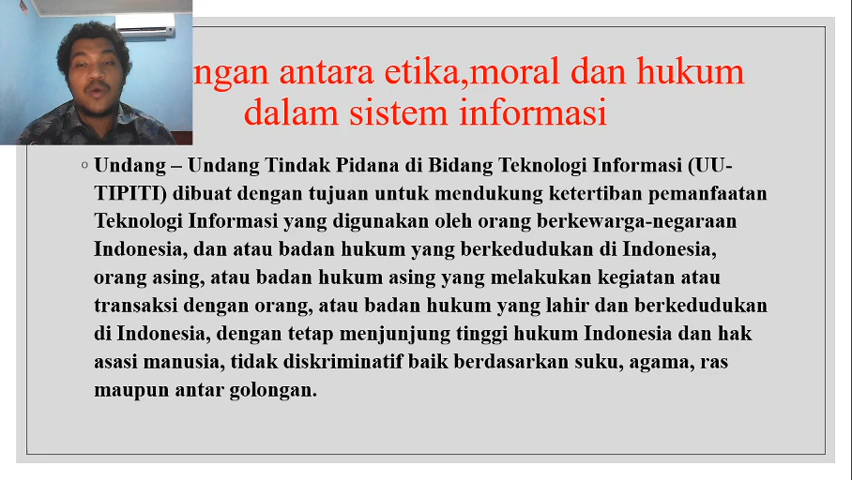 ngan antara etika,moral dan hukum
dalam sistem informasi
Undang – Undang Tindak Pidana di Bidang Teknologi Informasi (UU-
TIPITI) dibuat dengan tujuan untuk mendukung ketertiban pemanfaatan
Teknologi Informasi yang digunakan oleh orang berkewarga-negaraan
Indonesia, dan atau badan hukum yang berkedudukan di Indonesia,
orang asing, atau badan hukum asing yang melakukan kegiatan atau
transaksi dengan orang, atau badan hukum yang lahir dan berkedudukan
di Indonesia, dengan tetap menjunjung tinggi hukum Indonesia dan hak
asasi manusia, tidak diskriminatif baik berdasarkan suku, agama, ras
maupun antar golongan.